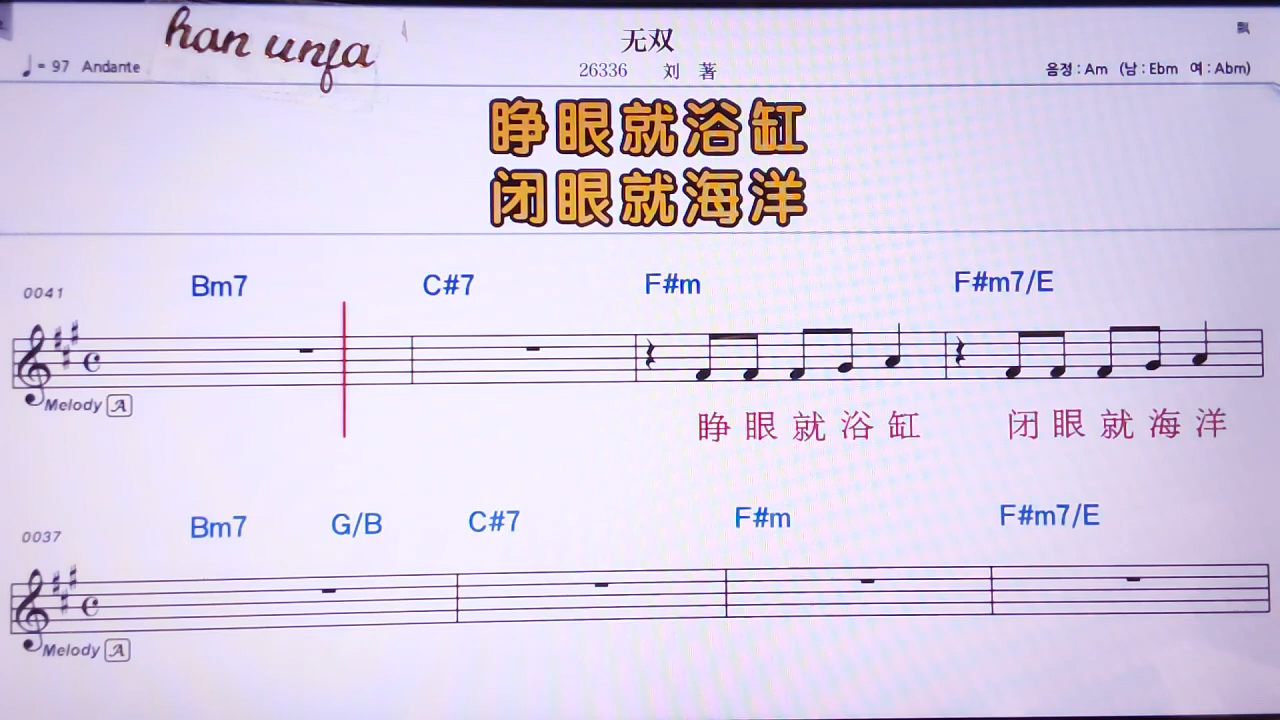 han unfa
无双
♩= 97 Andante
26336 刘 著
음정 : Am (남 : Ebm 여 : Abm)
睁眼就浴缸
闭眼就海洋
0041 Bm7 C#7 F#m F#m7/E
Melody A
睁 眼 就 浴 缸 闭 眼 就 海 洋
0037 Bm7 G/B C#7 F#m F#m7/E
Melody A